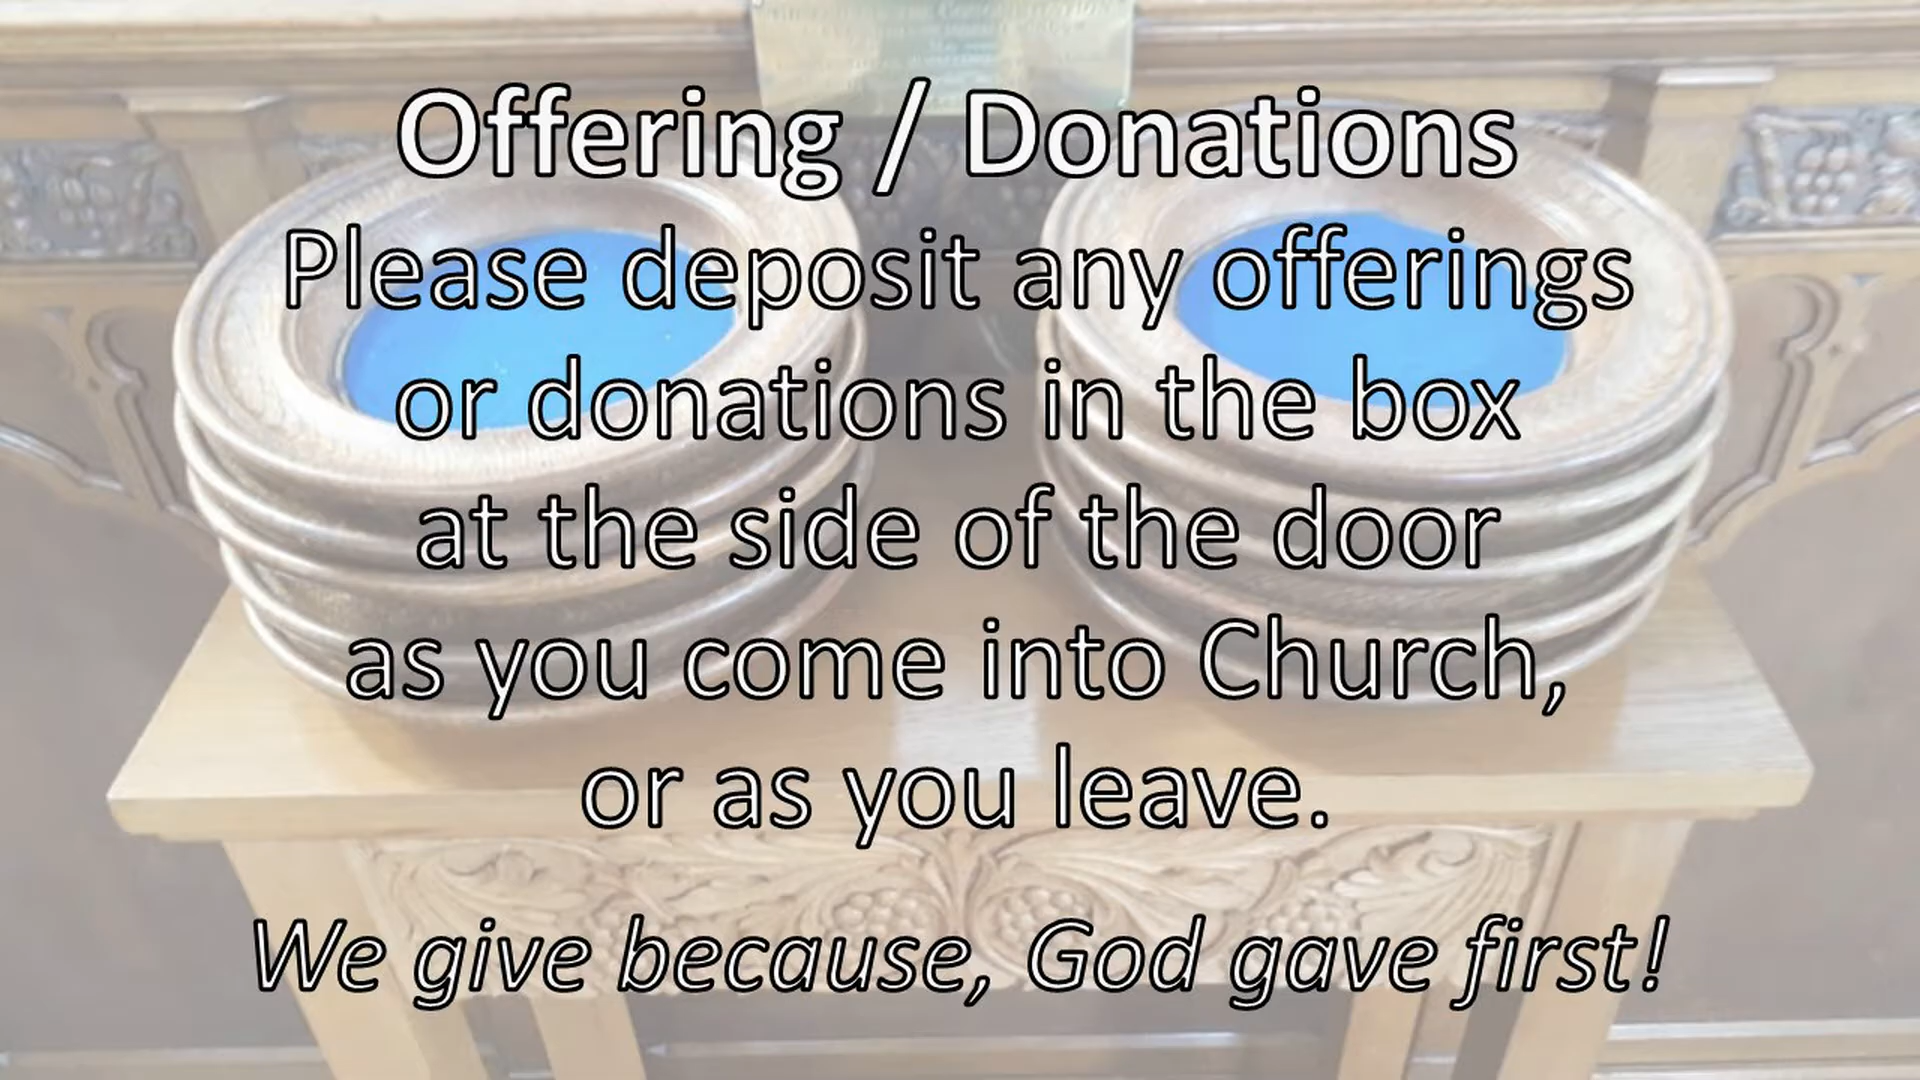 Offering / Donations
Please deposit any offerings
or donations in the box
at the side of the door
as you come into Church,
or as you leave.
We give because, God gave first!